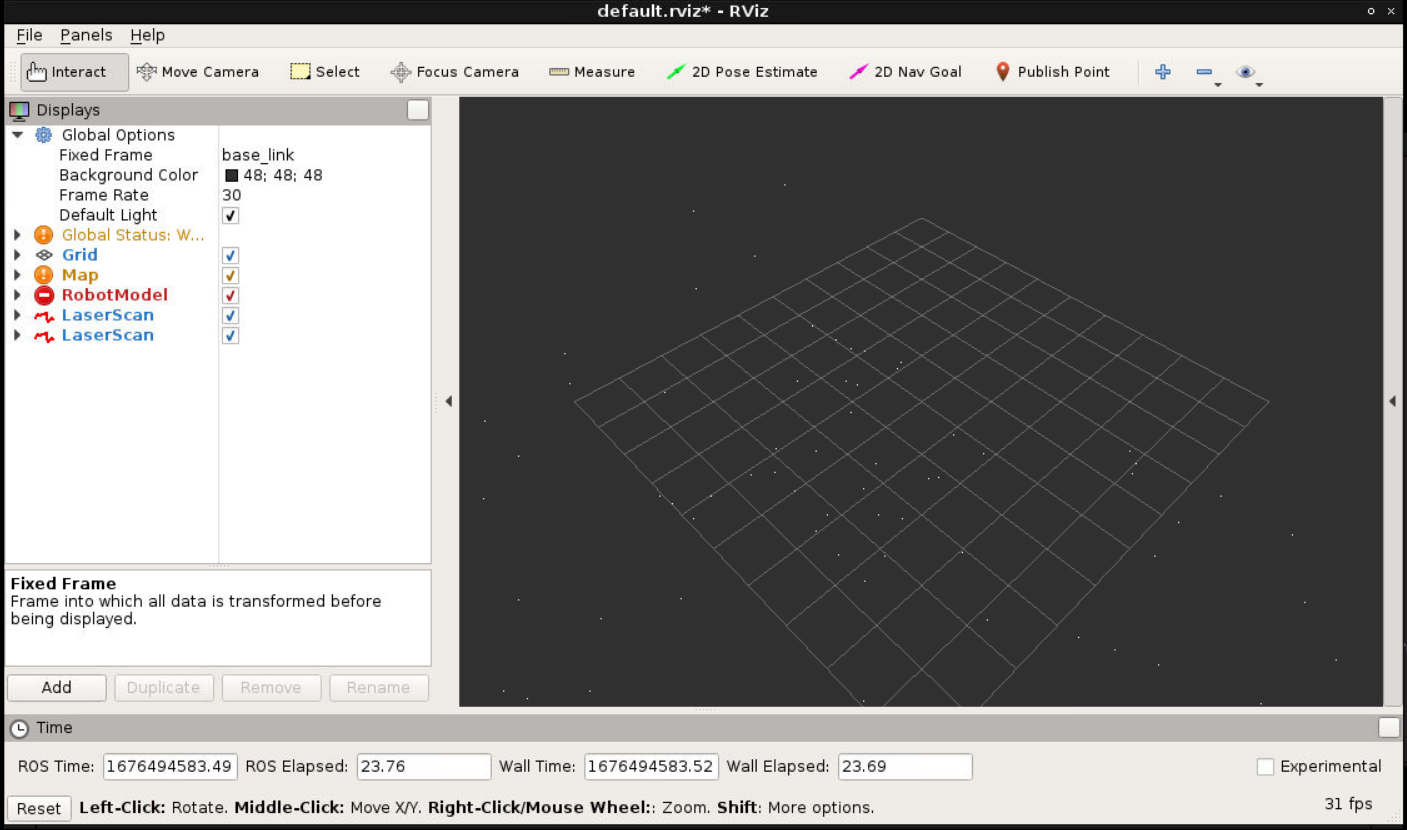 default.rviz* - RViz
File Panels Help
Interact Move Camera Select Focus Camera Measure 2D Pose Estimate 2D Nav Goal Publish Point
Displays
Global Options
Fixed Frame base_link
Background Color 48; 48; 48
Frame Rate 30
Default Light
Global Status: W...
Grid
Map
RobotModel
LaserScan
LaserScan
Fixed Frame
Frame into which all data is transformed before
being displayed.
Add Duplicate Remove Rename
Time
ROS Time: 1676494583.49 ROS Elapsed: 23.76 Wall Time: 1676494583.52 Wall Elapsed: 23.69 Experimental
Reset Left-Click: Rotate. Middle-Click: Move X/Y. Right-Click/Mouse Wheel:: Zoom. Shift: More options. 31 fps